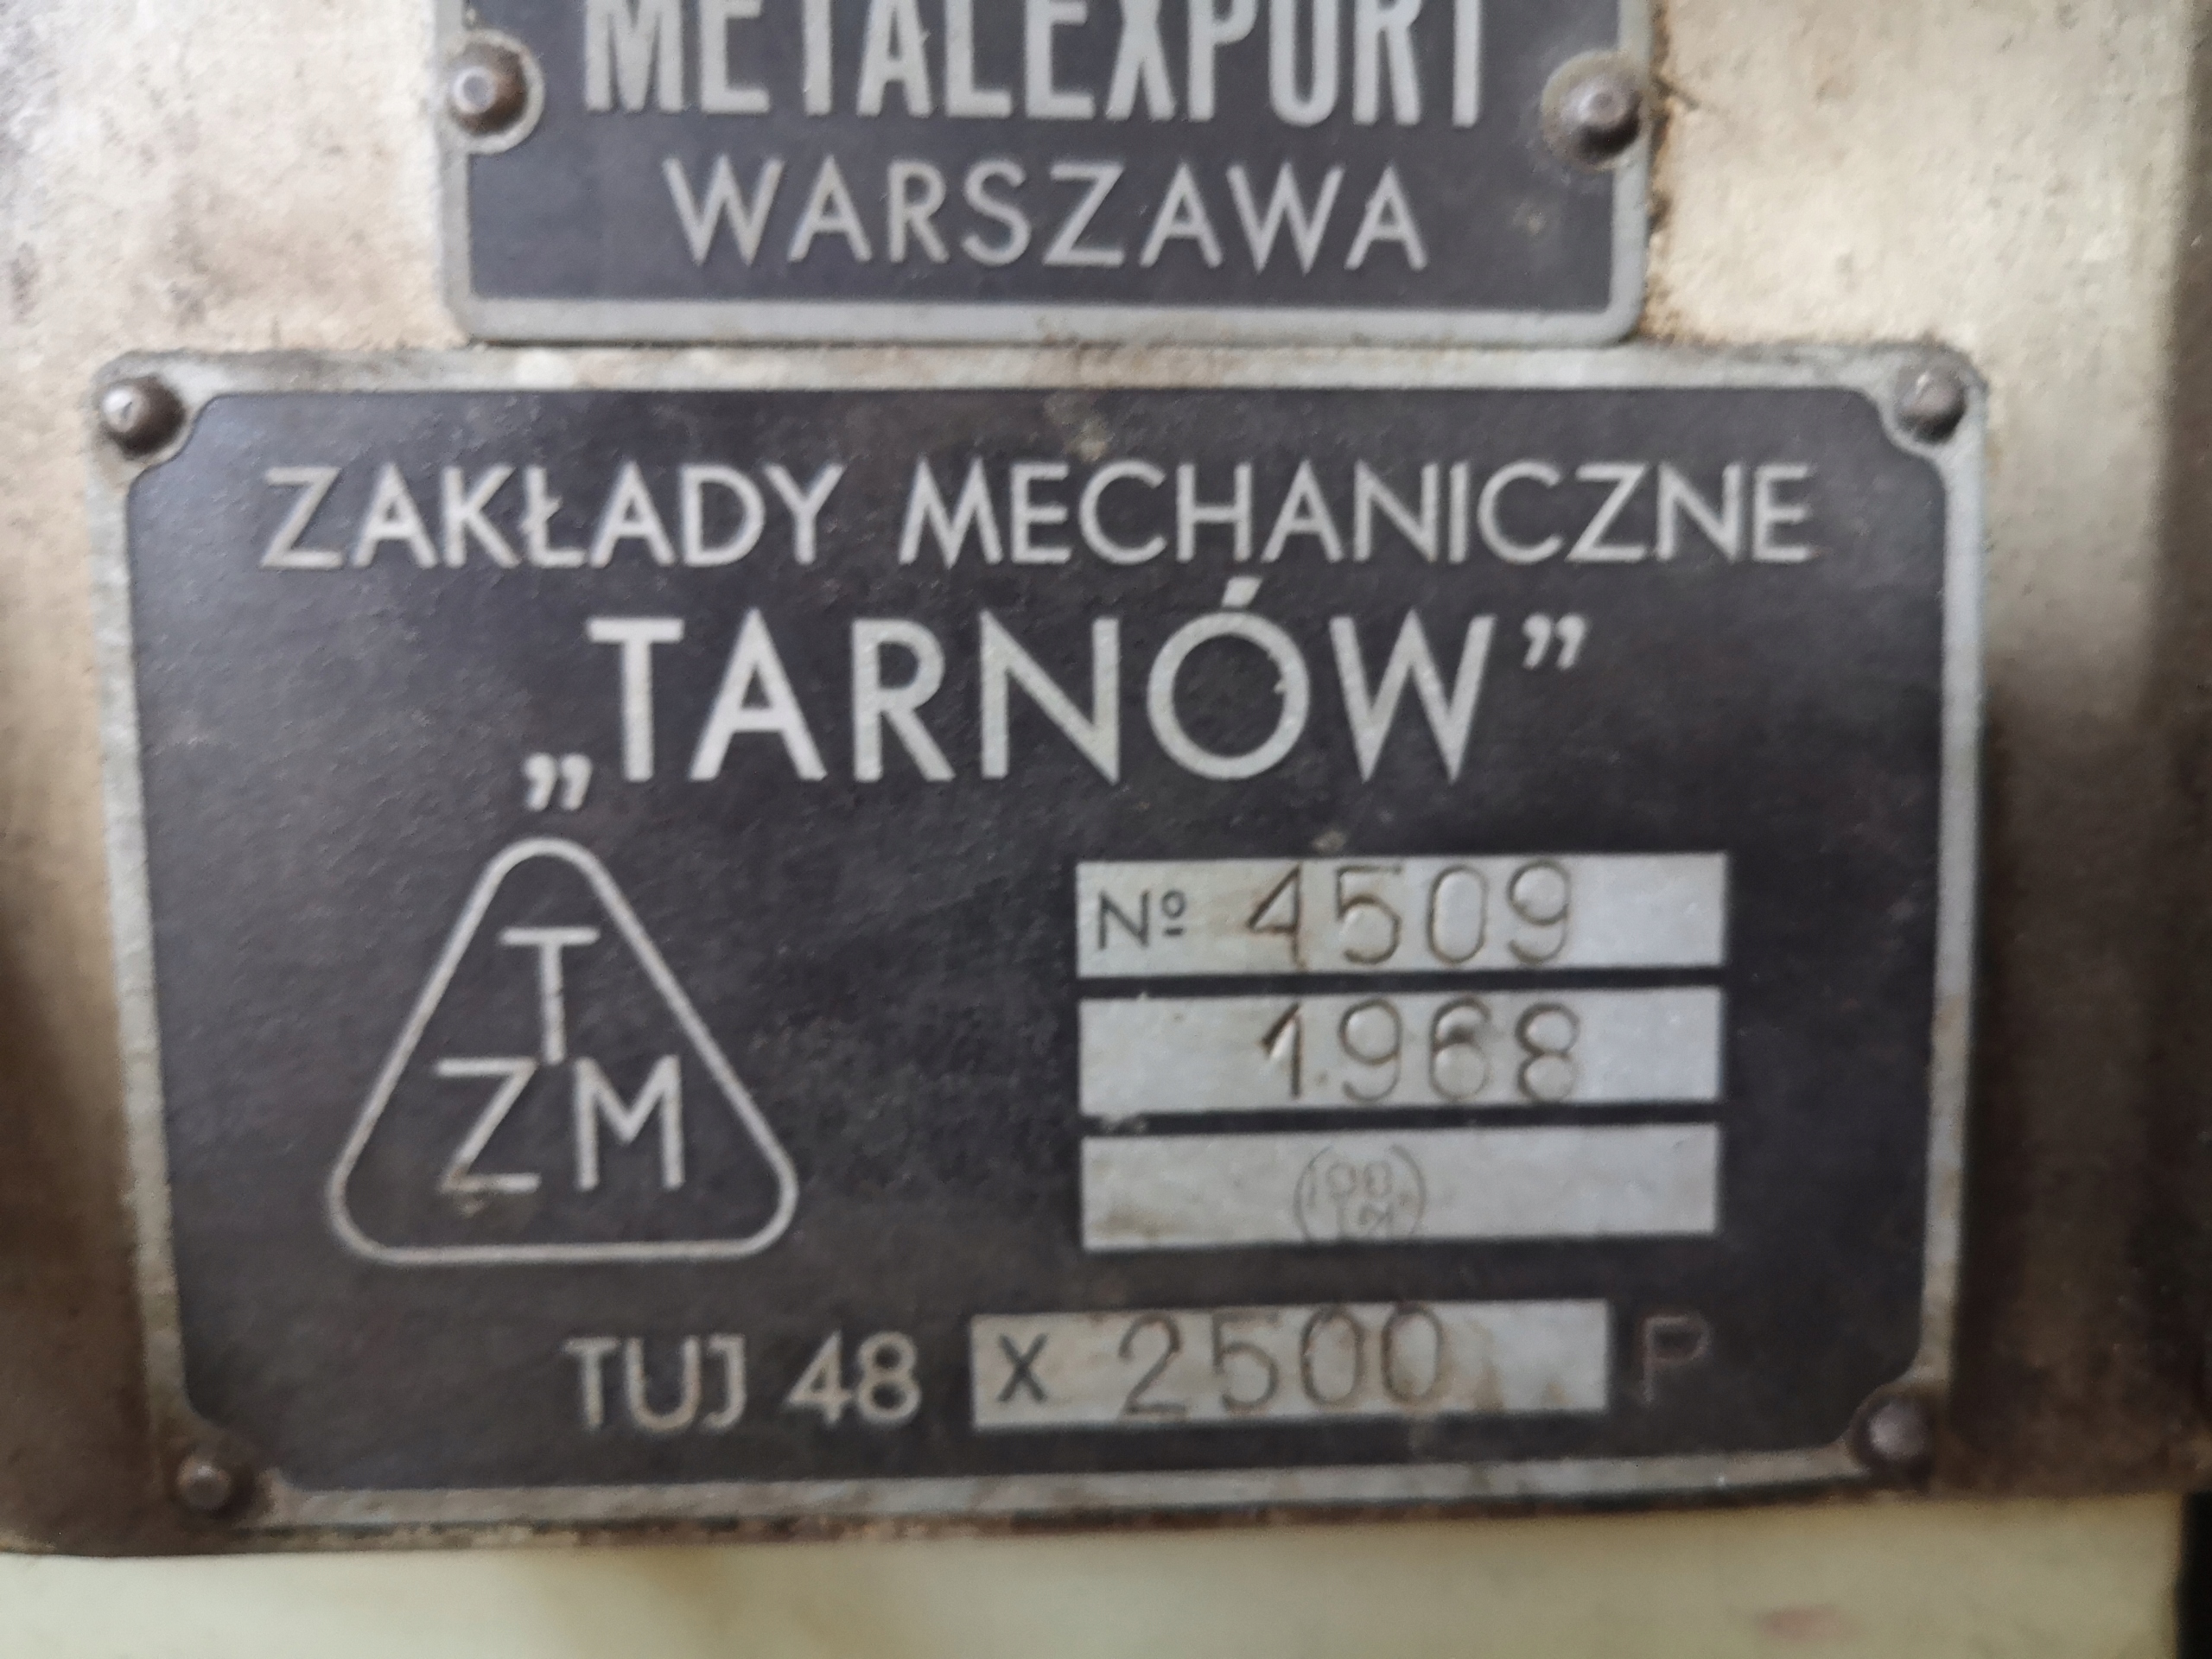 METALEXPORT
WARSZAWA
ZAKŁADY MECHANICZNE
„TARNÓW”
T
ZM
Nº 4509
1968
TUJ 48 X 2500 P